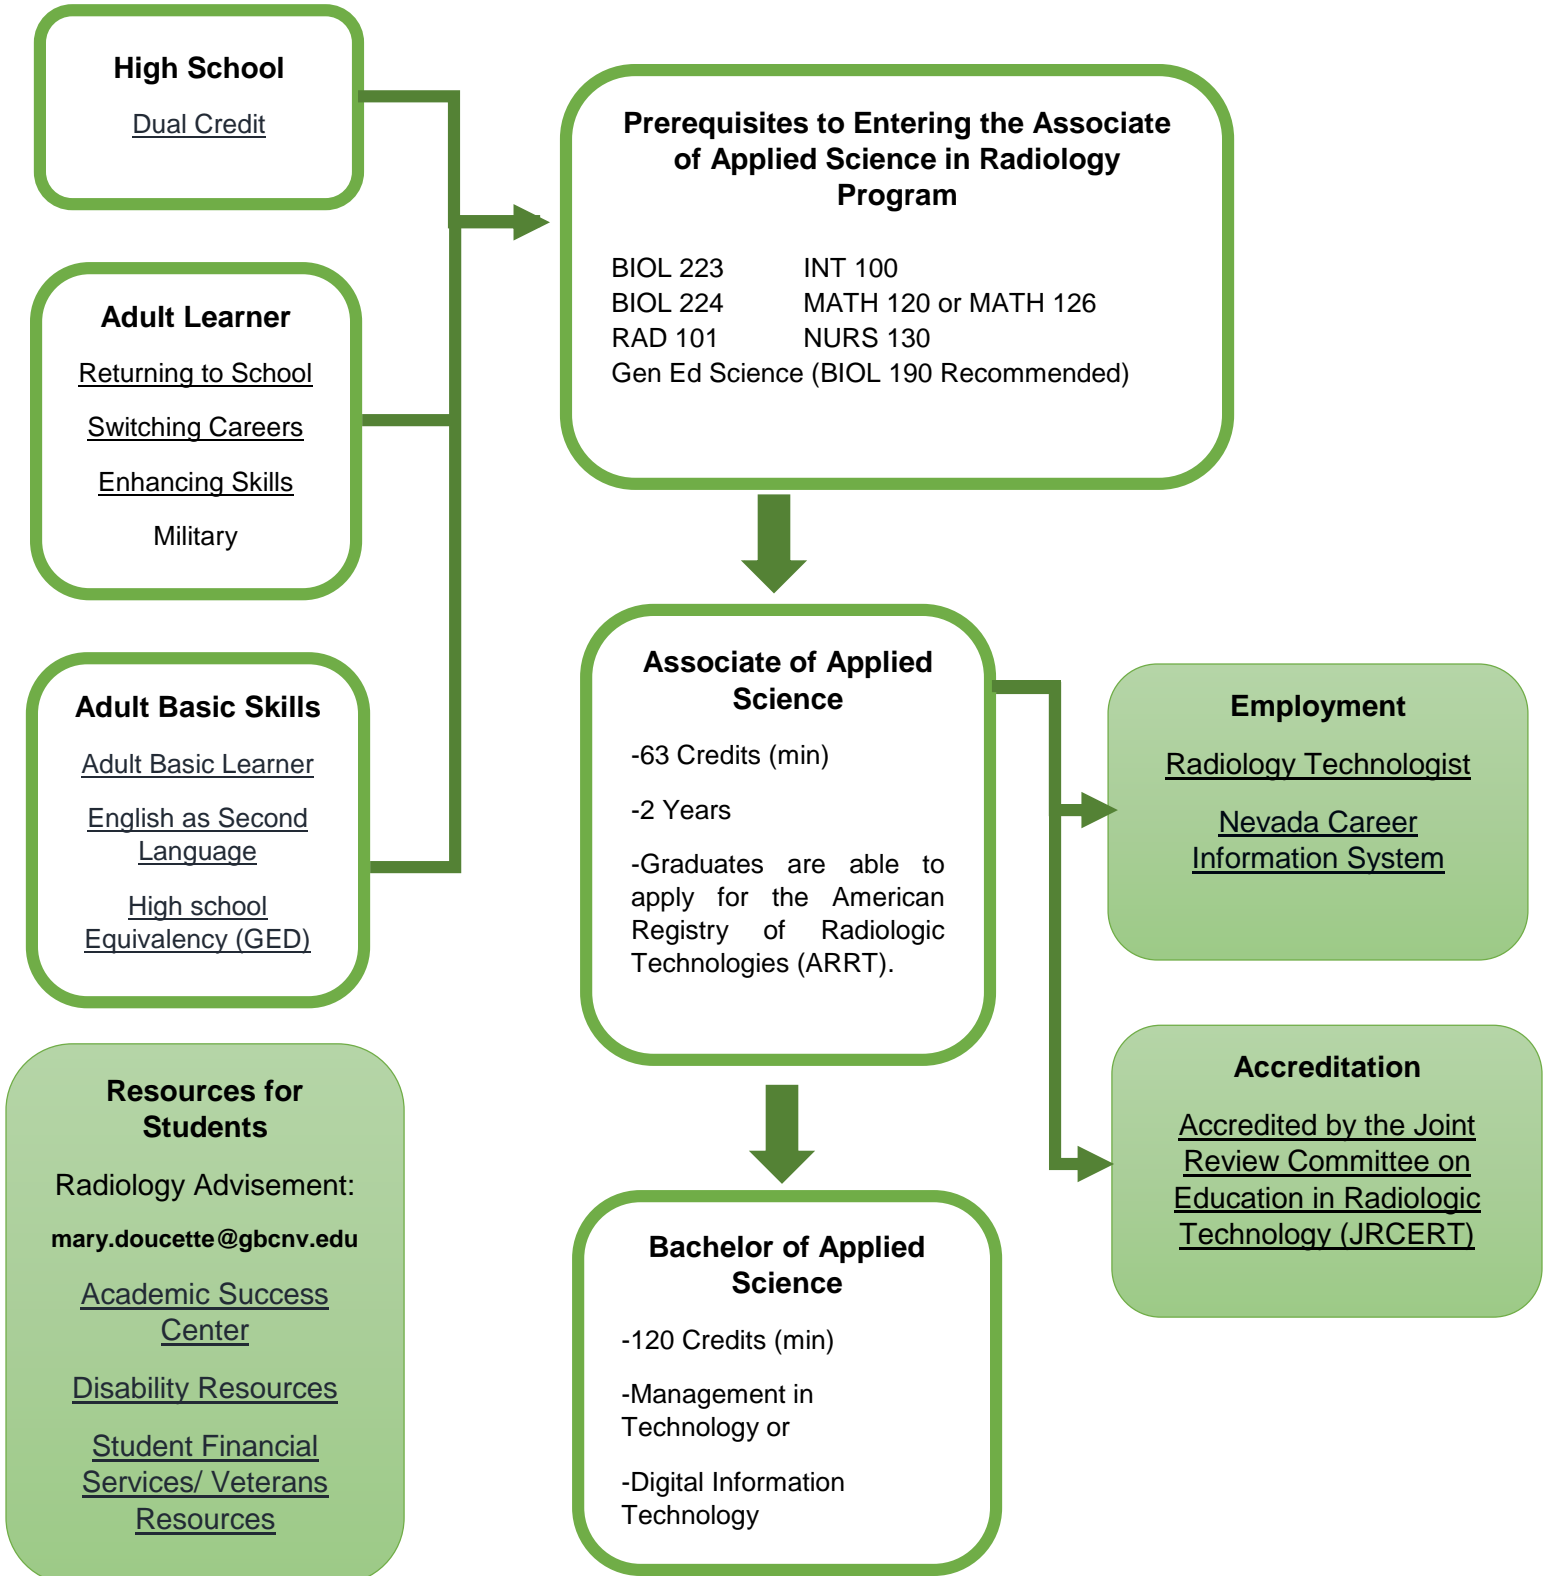 High School
Dual Credit
Adult Learner
Returning to School
Switching Careers
Enhancing Skills
Military
Adult Basic Skills
Adult Basic Learner
English as Second
Language
High school
Equivalency (GED)
Resources for
Students
Radiology Advisement:
mary.doucette@gbcnv.edu
Academic Success
Center
Disability Resources
Student Financial
Services/ Veterans
Resources
Prerequisites to Entering the Associate
of Applied Science in Radiology
Program
BIOL 223 INT 100
BIOL 224 MATH 120 or MATH 126
RAD 101 NURS 130
Gen Ed Science (BIOL 190 Recommended)
Associate of Applied
Science
-63 Credits (min)
-2 Years
-Graduates are able to
apply for the American
Registry of Radiologic
Technologies (ARRT).
Bachelor of Applied
Science
-120 Credits (min)
-Management in
Technology or
-Digital Information
Technology
Employment
Radiology Technologist
Nevada Career
Information System
Accreditation
Accredited by the Joint
Review Committee on
Education in Radiologic
Technology (JRCERT)